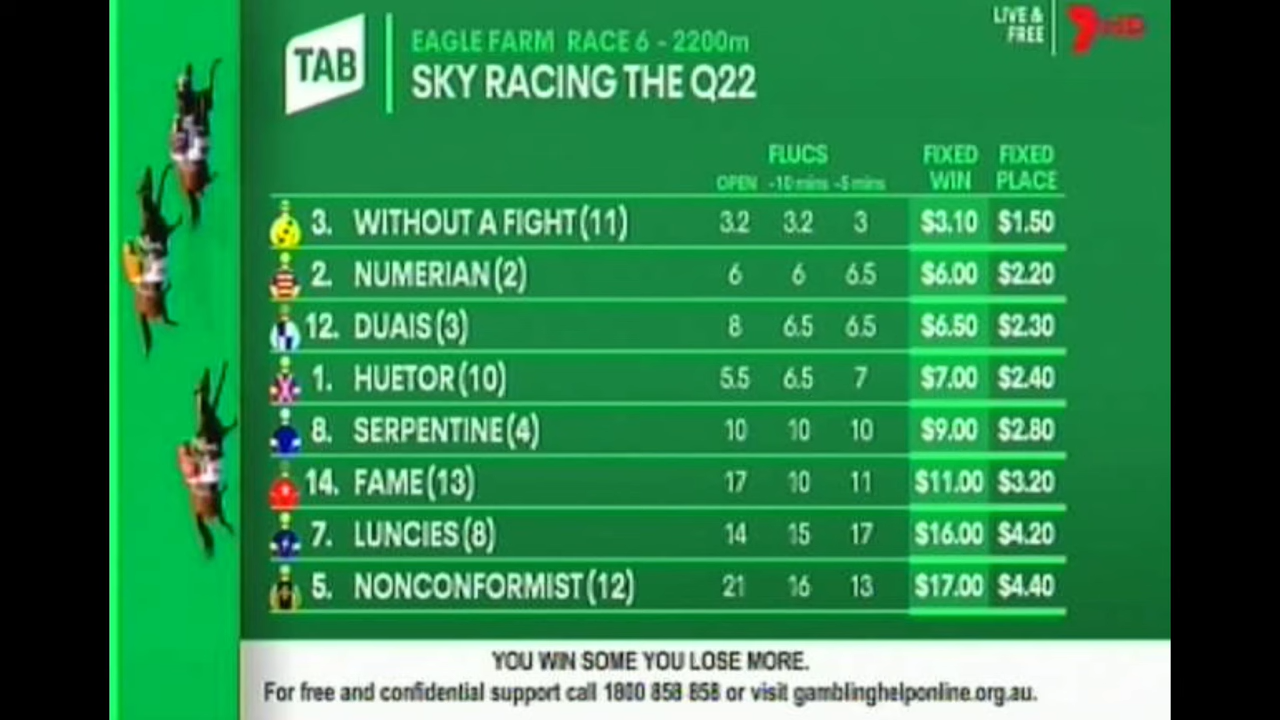 TAB
EAGLE FARM RACE 6 - 2200m
SKY RACING THE Q22
LIVE &
FREE
7
FLUCS
FIXED FIXED
OPEN -10 mins -5 mins WIN PLACE
3. WITHOUT A FIGHT (11) 3.2 3.2 3 $3.10 $1.50
2. NUMERIAN (2) 6 6 6.5 $6.00 $2.20
12. DUAIS (3) 8 6.5 6.5 $6.50 $2.30
1. HUETOR (10) 5.5 6.5 7 $7.00 $2.40
8. SERPENTINE (4) 10 10 10 $9.00 $2.80
14. FAME (13) 17 10 11 $11.00 $3.20
7. LUNCIES (8) 14 15 17 $16.00 $4.20
5. NONCONFORMIST (12) 21 16 13 $17.00 $4.40
YOU WIN SOME YOU LOSE MORE.
For free and confidential support call 1800 858 858 or visit gamblinghelponline.org.au.